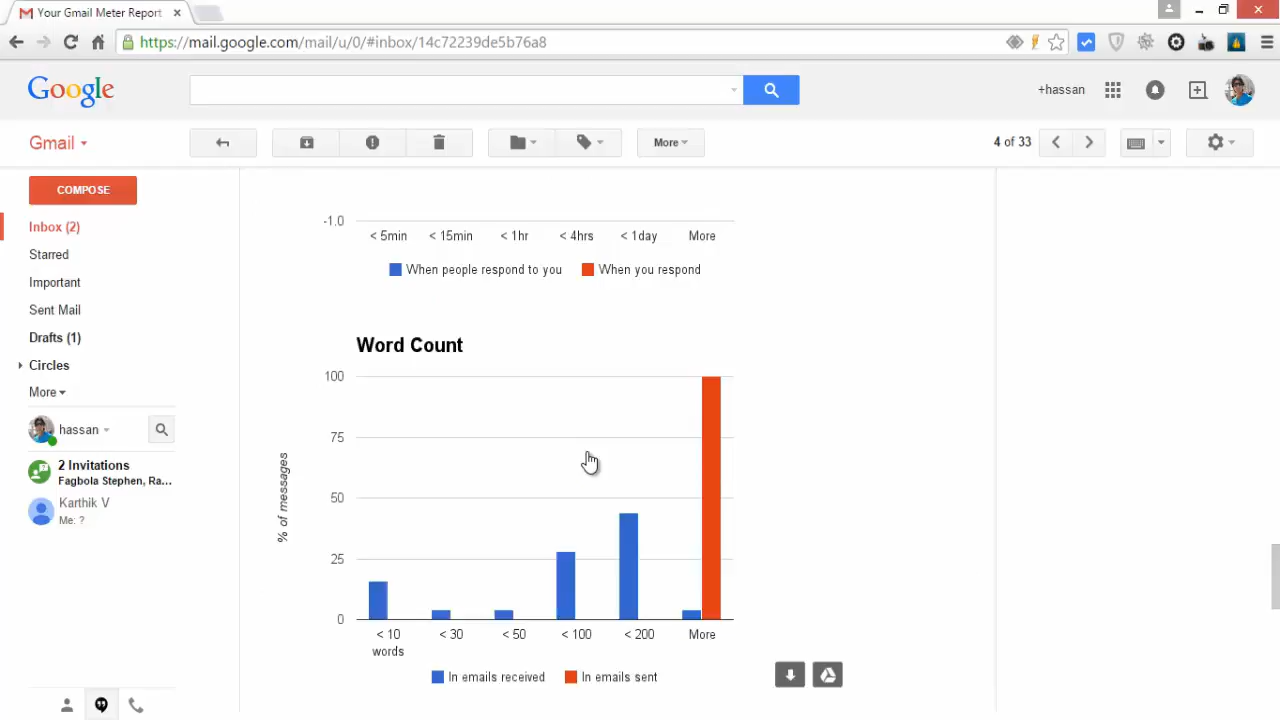 Your Gmail Meter Report
https://mail.google.com/mail/u/0/#inbox/14c72239de5b76a8
Google
+hassan
Gmail
More
4 of 33
COMPOSE
Inbox (2)
Starred
Important
Sent Mail
Drafts (1)
Circles
More
hassan
2 Invitations
Fagbola Stephen, Ra...
Karthik V
Me: ?
-1.0
< 5min < 15min < 1hr < 4hrs < 1day More
When people respond to you When you respond
Word Count
% of messages
100
75
50
25
0
< 10 words < 30 < 50 < 100 < 200 More
In emails received In emails sent